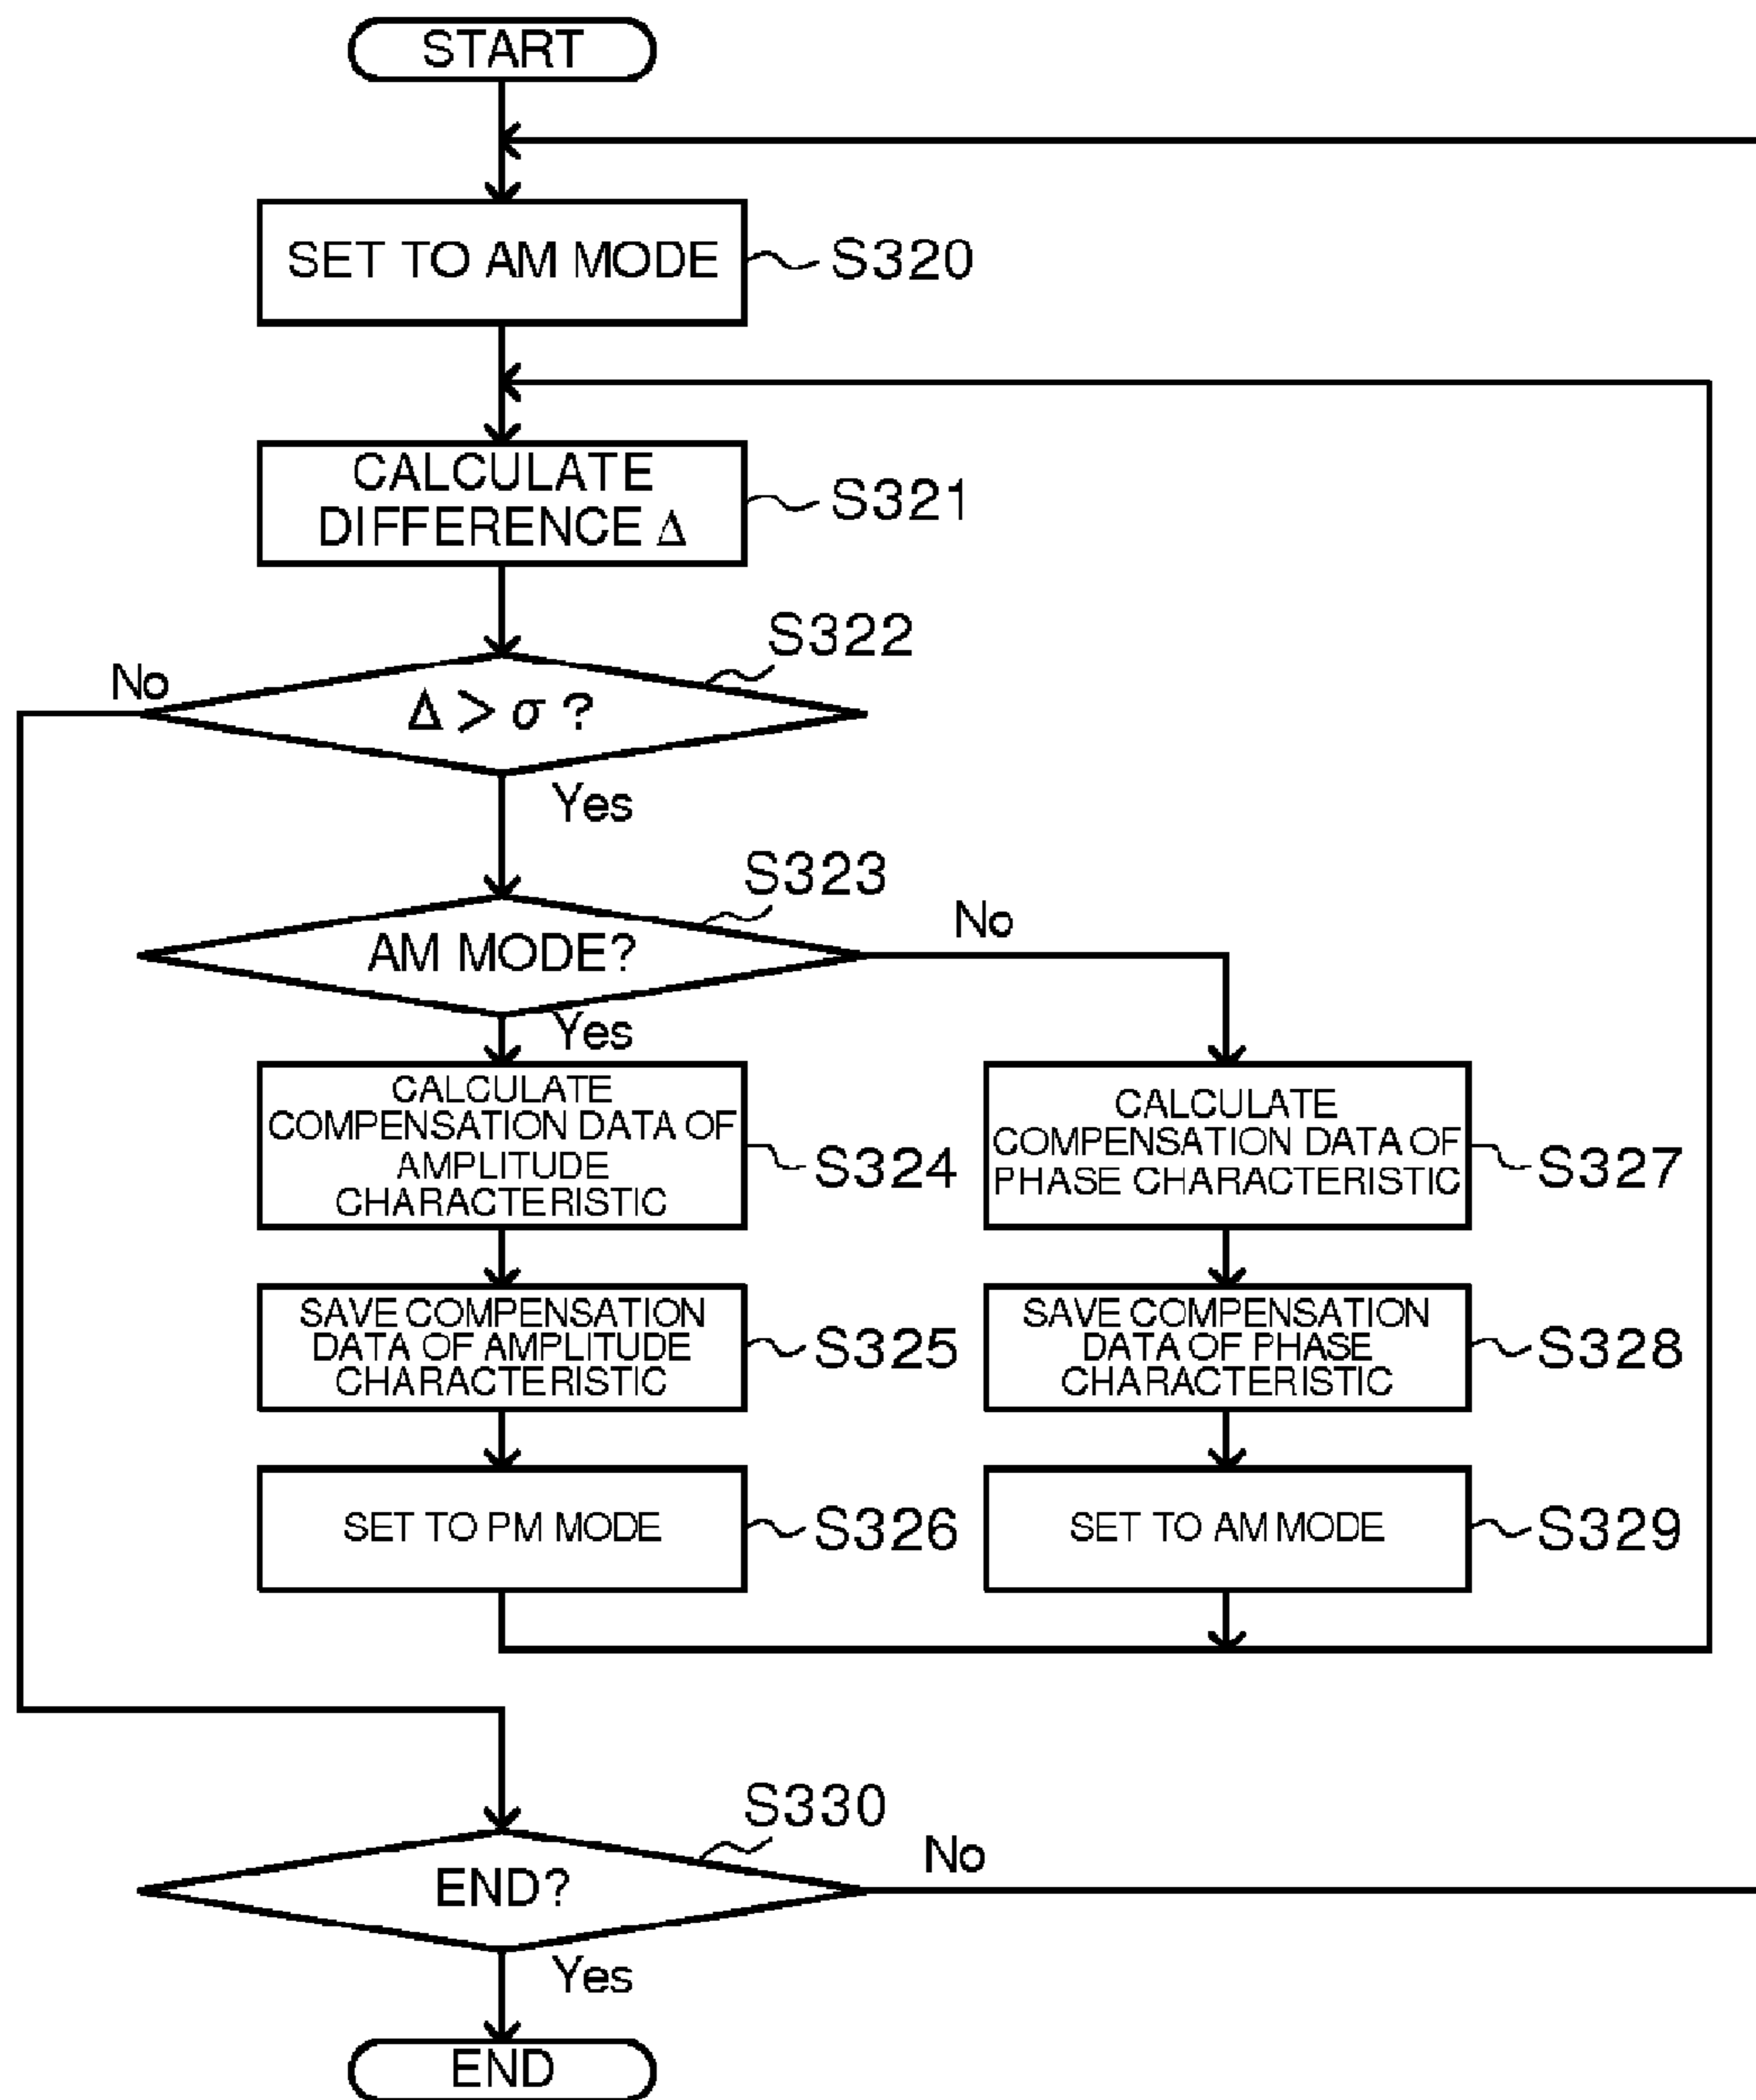 START
SET TO AM MODE
S320
CALCULATE
DIFFERENCE Δ
S321
S322
No
Δ > σ ?
Yes
S323
AM MODE?
No
Yes
CALCULATE
COMPENSATION DATA OF
AMPLITUDE
CHARACTERISTIC
S324
CALCULATE
COMPENSATION DATA OF
PHASE CHARACTERISTIC
S327
SAVE COMPENSATION
DATA OF AMPLITUDE
CHARACTERISTIC
S325
SAVE COMPENSATION
DATA OF PHASE
CHARACTERISTIC
S328
SET TO PM MODE
S326
SET TO AM MODE
S329
S330
END?
No
Yes
END